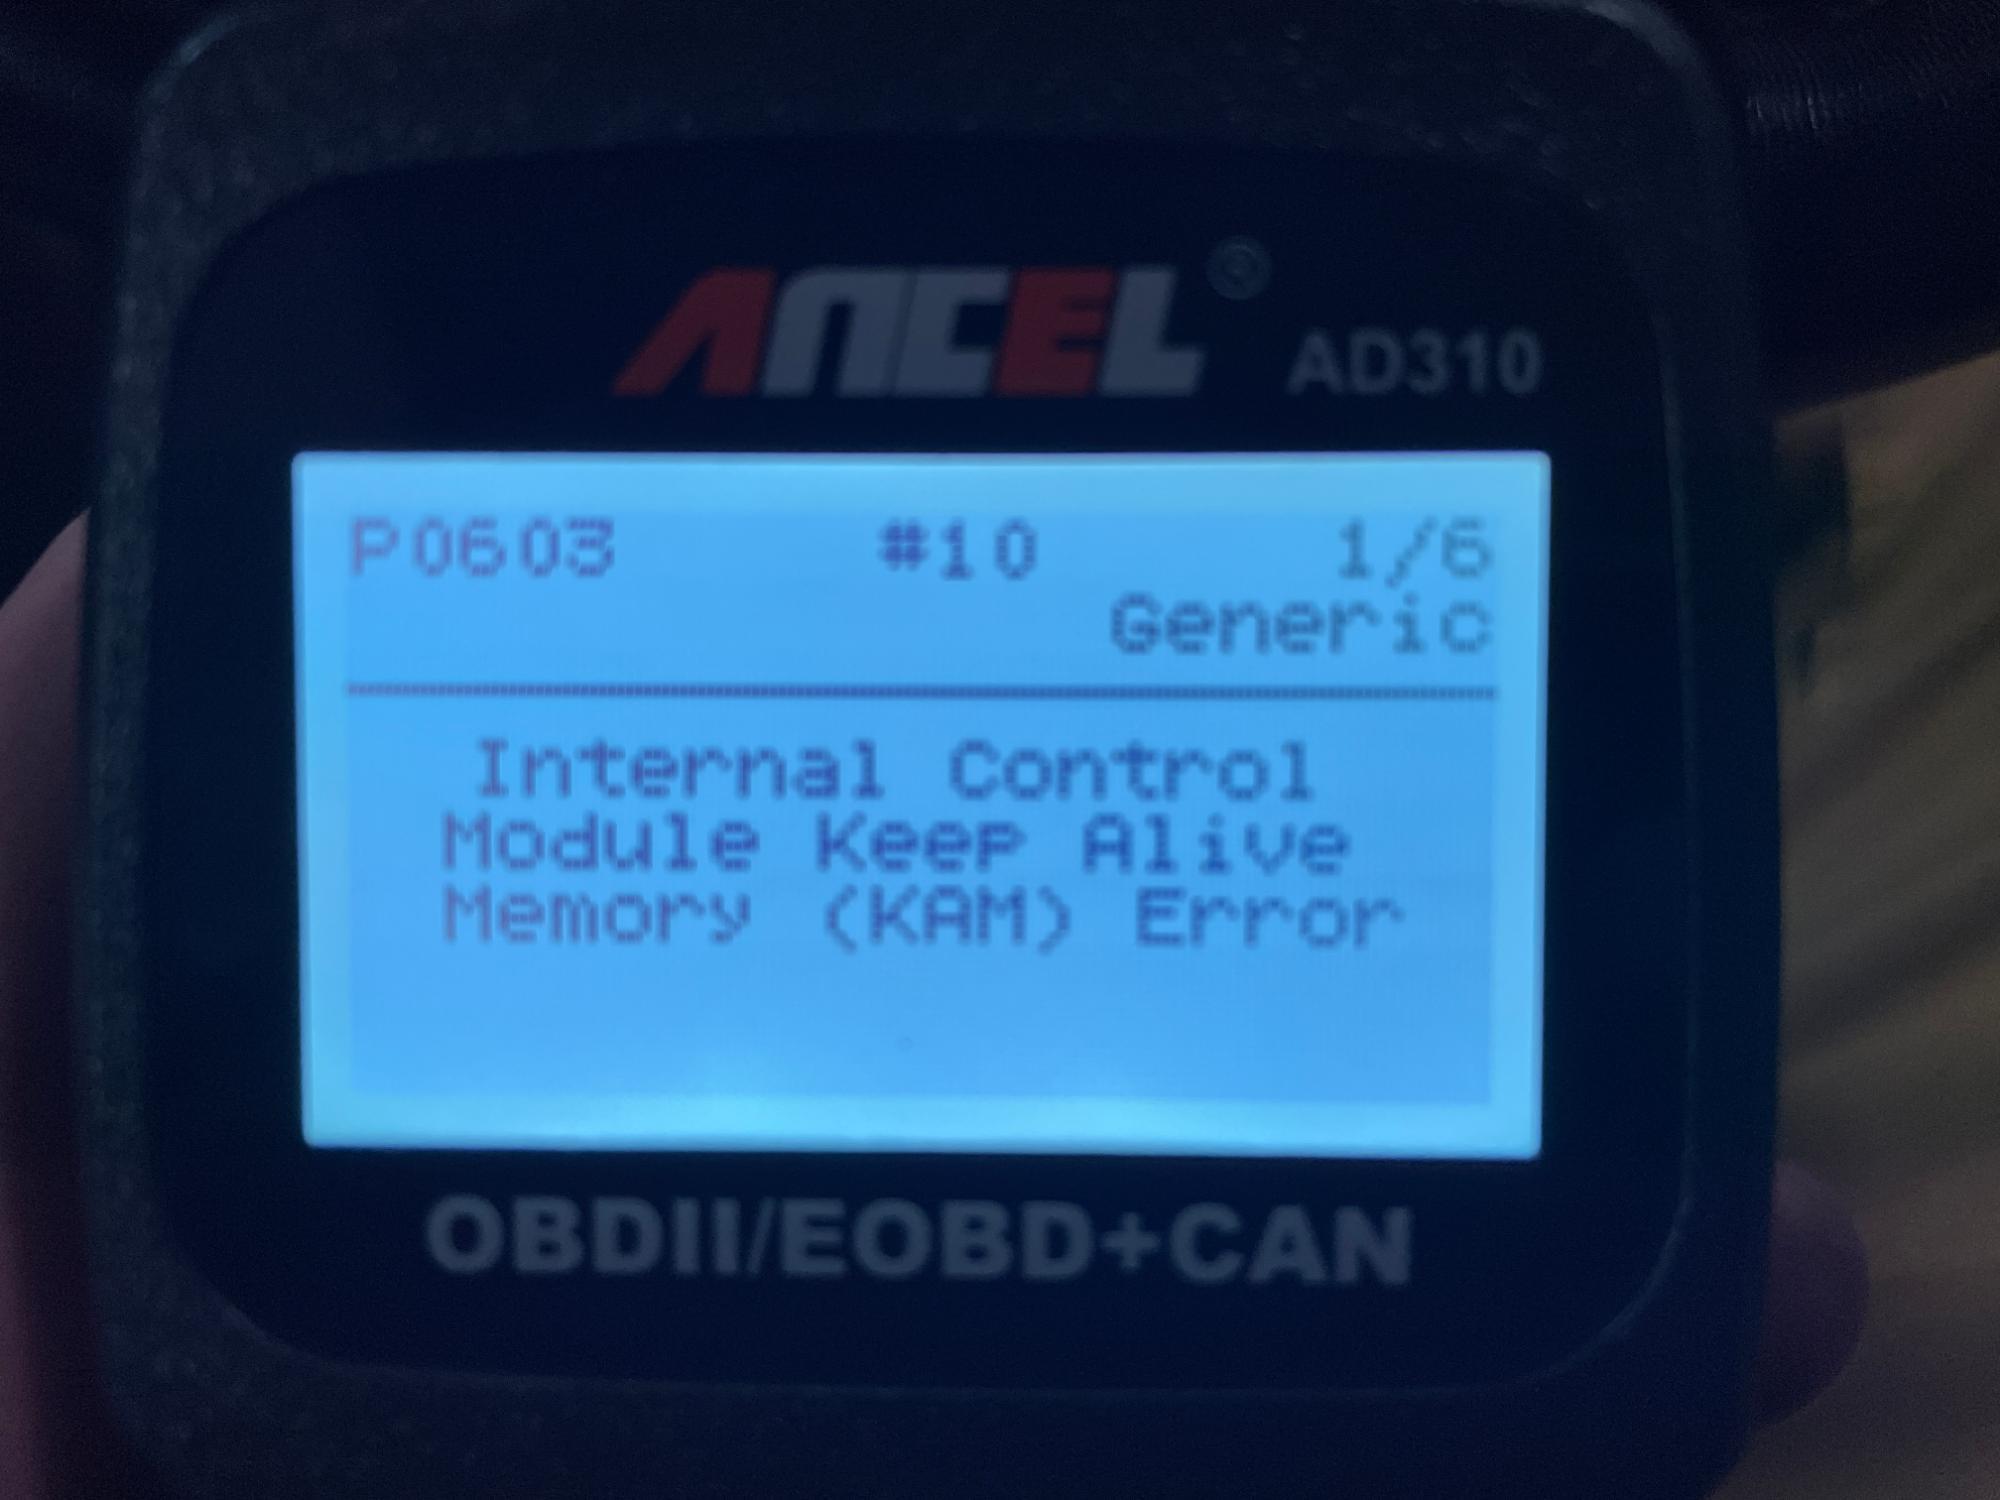 ANCEL ®
AD310
P0603 #10 1/6
Generic
Internal Control
Module Keep Alive
Memory (KAM) Error
OBDII/EOBD+CAN